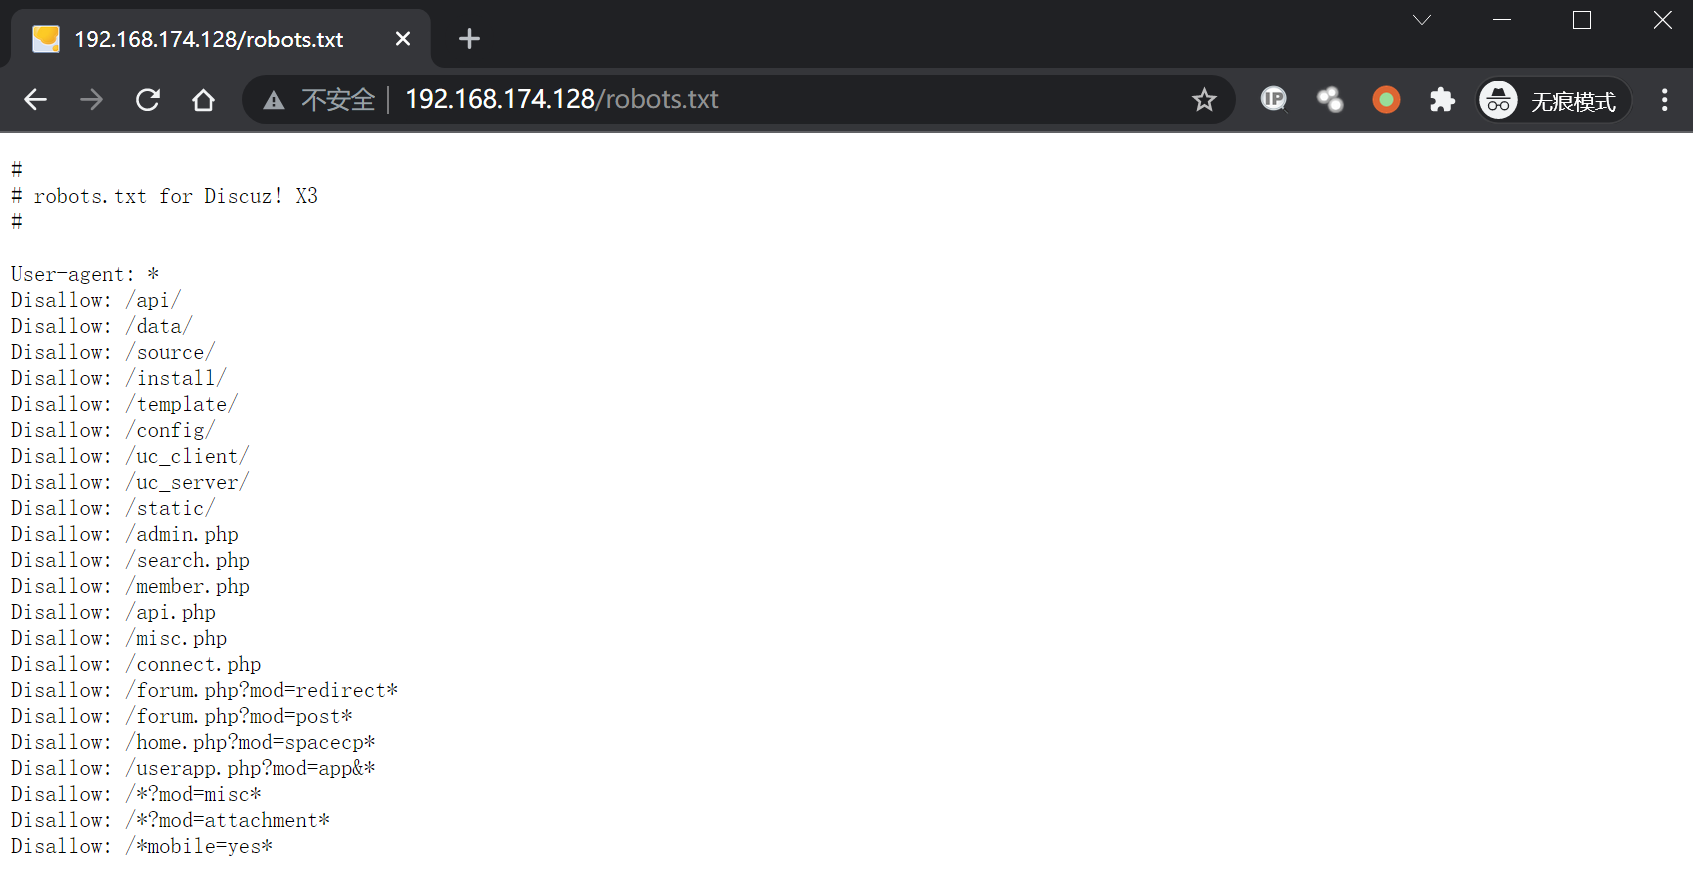 192.168.174.128/robots.txt
不安全 192.168.174.128/robots.txt
IP
无痕模式
#
# robots.txt for Discuz! X3
#
User-agent: *
Disallow: /api/
Disallow: /data/
Disallow: /source/
Disallow: /install/
Disallow: /template/
Disallow: /config/
Disallow: /uc_client/
Disallow: /uc_server/
Disallow: /static/
Disallow: /admin.php
Disallow: /search.php
Disallow: /member.php
Disallow: /api.php
Disallow: /misc.php
Disallow: /connect.php
Disallow: /forum.php?mod=redirect*
Disallow: /forum.php?mod=post*
Disallow: /home.php?mod=spacecp*
Disallow: /userapp.php?mod=app&*
Disallow: /*?mod=misc*
Disallow: /*?mod=attachment*
Disallow: /*mobile=yes*